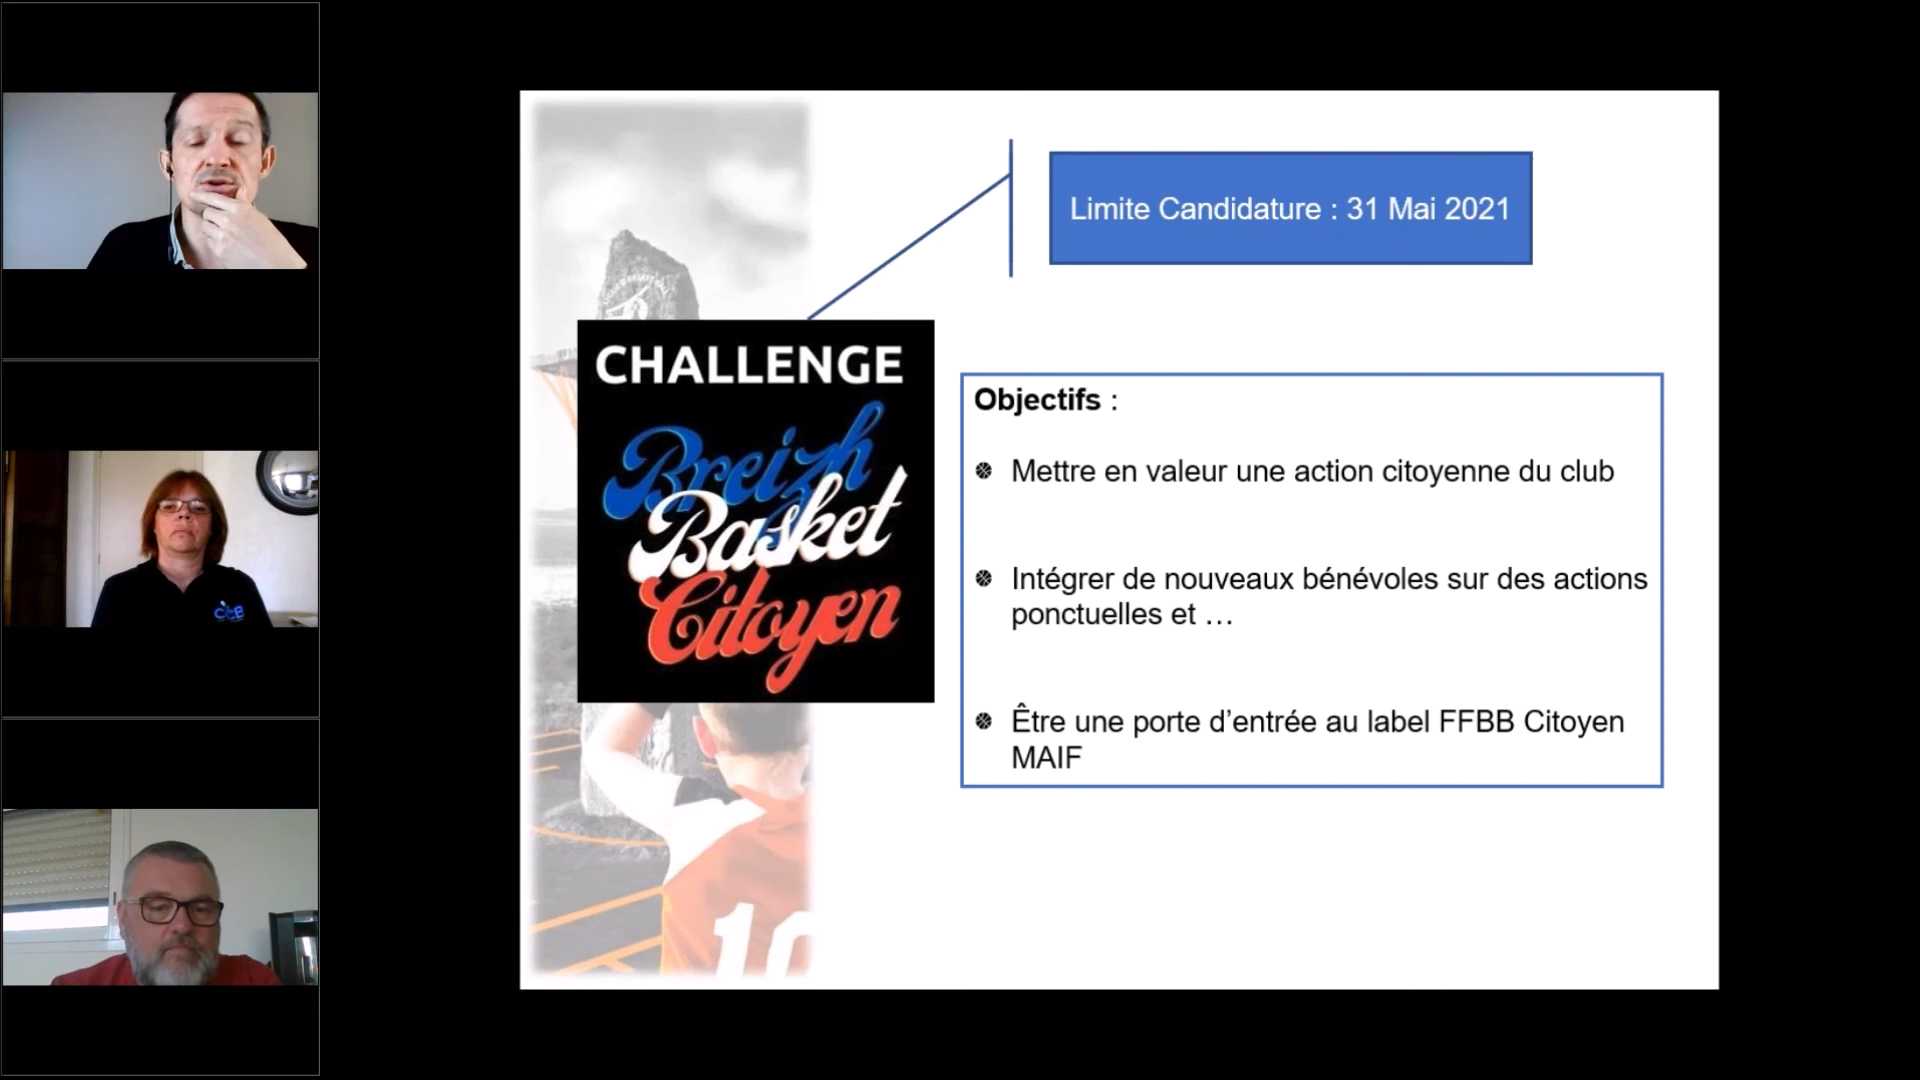 Limite Candidature : 31 Mai 2021
CHALLENGE
Breizh
Basket
Citoyen
Objectifs :
Mettre en valeur une action citoyenne du club
Intégrer de nouveaux bénévoles sur des actions
ponctuelles et …
Être une porte d’entrée au label FFBB Citoyen
MAIF
10